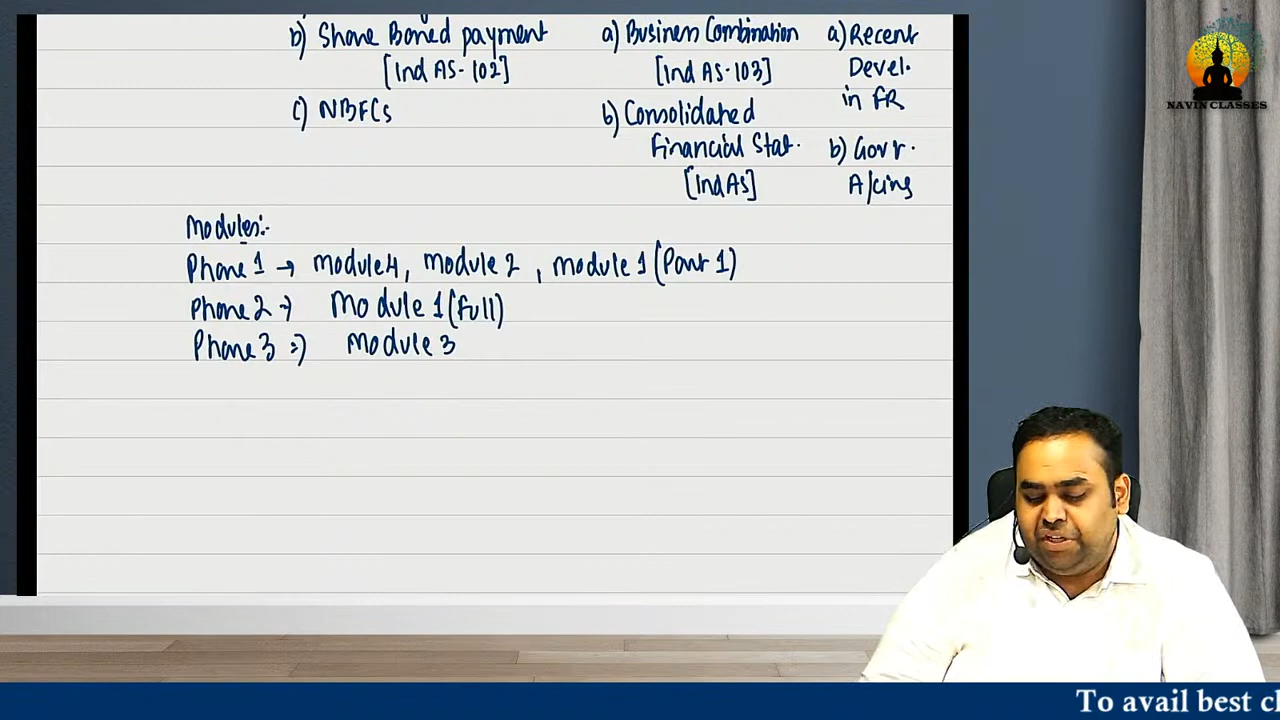 b) Share Based payment
[Ind AS-102]
c) NBFCs
a) Business Combination
[Ind AS-103]
b) Consolidated
Financial Stat.
[Ind AS]
a) Recent
Devel.
in FR
b) Govr.
A/cing
Modules:-
Phase 1 → module 4, module 2, module 1 (Part 1)
Phase 2 → Module 1 (Full)
Phase 3 → Module 3
NAVIN CLASSES
To avail best cl